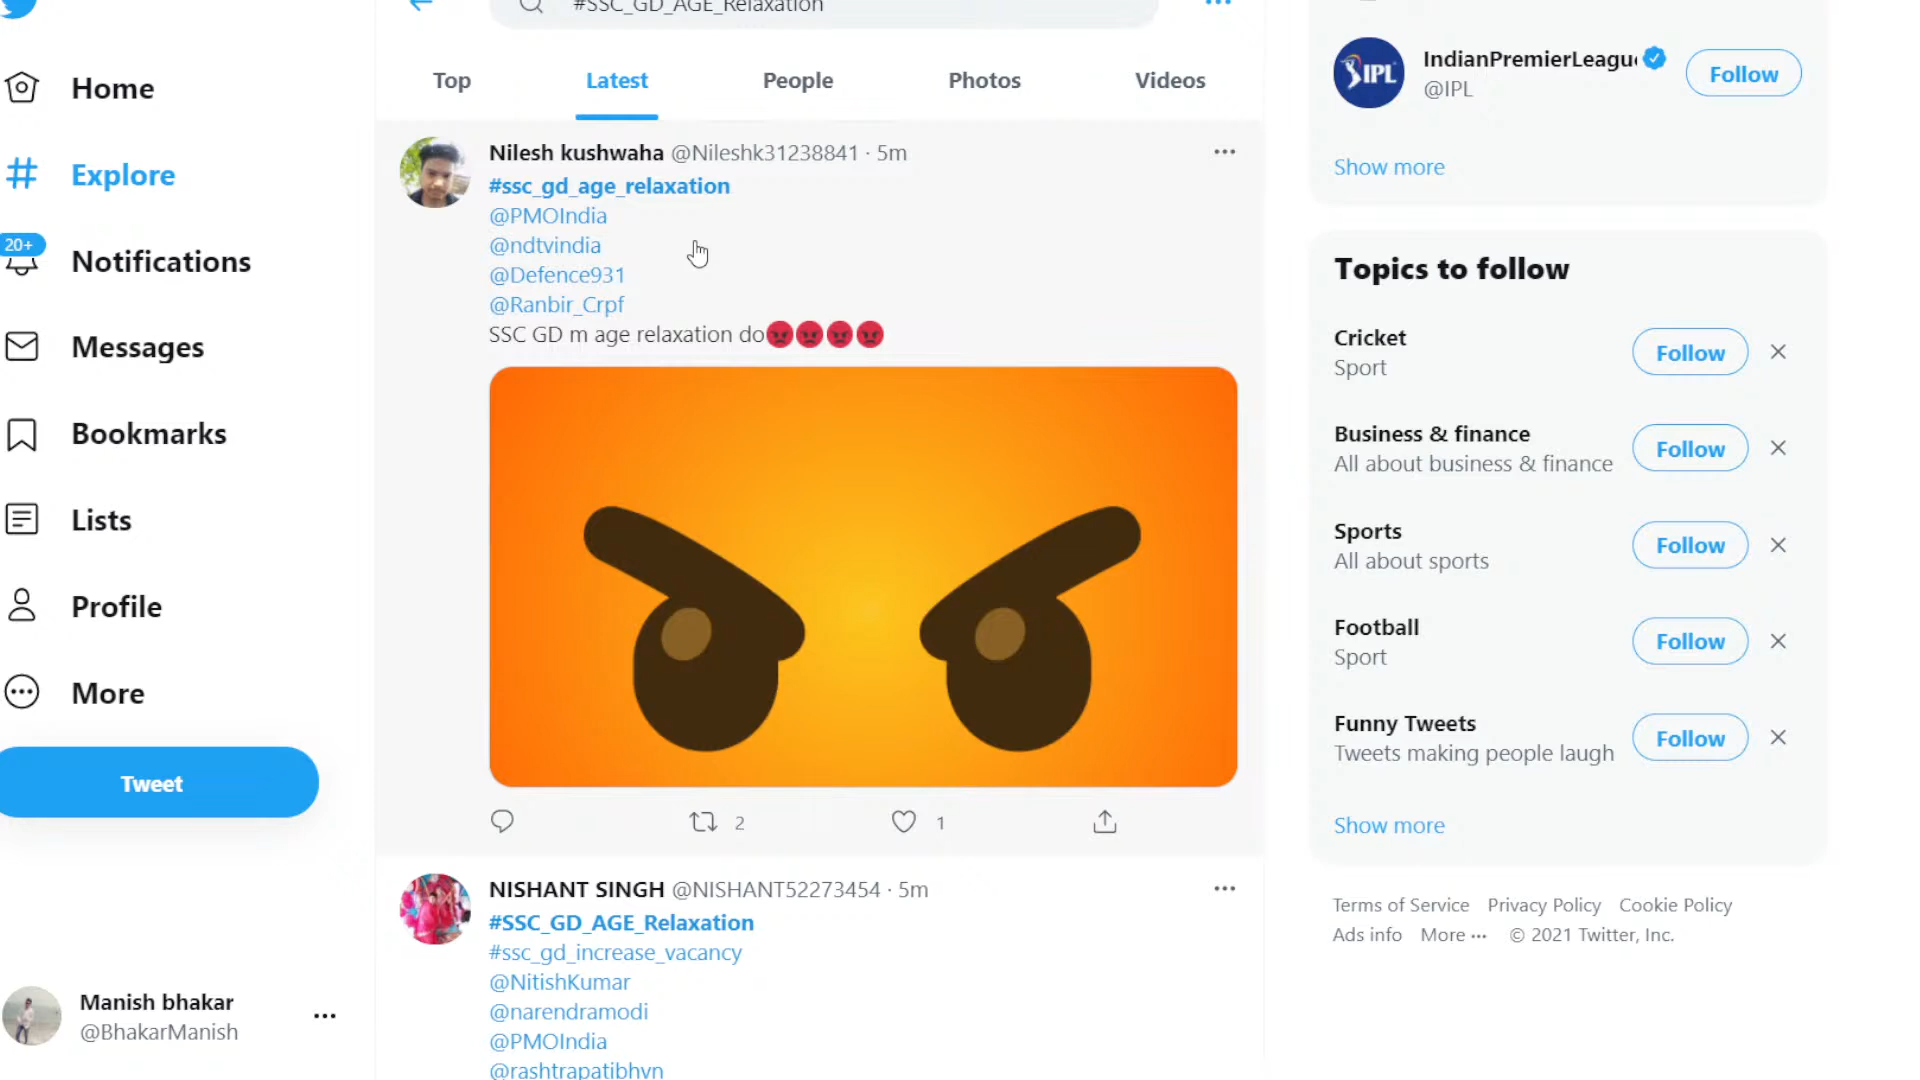 #SSC_GD_AGE_Relaxation
Home
Explore
20+
Notifications
Messages
Bookmarks
Lists
Profile
More
Tweet
Manish bhakar
@BhakarManish
Top
Latest
People
Photos
Videos
Nilesh kushwaha @Nileshk31238841 · 5m
#ssc_gd_age_relaxation
@PMOIndia
@ndtvindia
@Defence931
@Ranbir_Crpf
SSC GD m age relaxation do😡😡😡😡
2
1
NISHANT SINGH @NISHANT52273454 · 5m
#SSC_GD_AGE_Relaxation
#ssc_gd_increase_vacancy
@NitishKumar
@narendramodi
@PMOIndia
@rashtrapatibhvn
IPL
IndianPremierLeagu
@IPL
Follow
Show more
Topics to follow
Cricket
Sport
Follow
Business & finance
All about business & finance
Follow
Sports
All about sports
Follow
Football
Sport
Follow
Funny Tweets
Tweets making people laugh
Follow
Show more
Terms of Service Privacy Policy Cookie Policy
Ads info More ··· © 2021 Twitter, Inc.